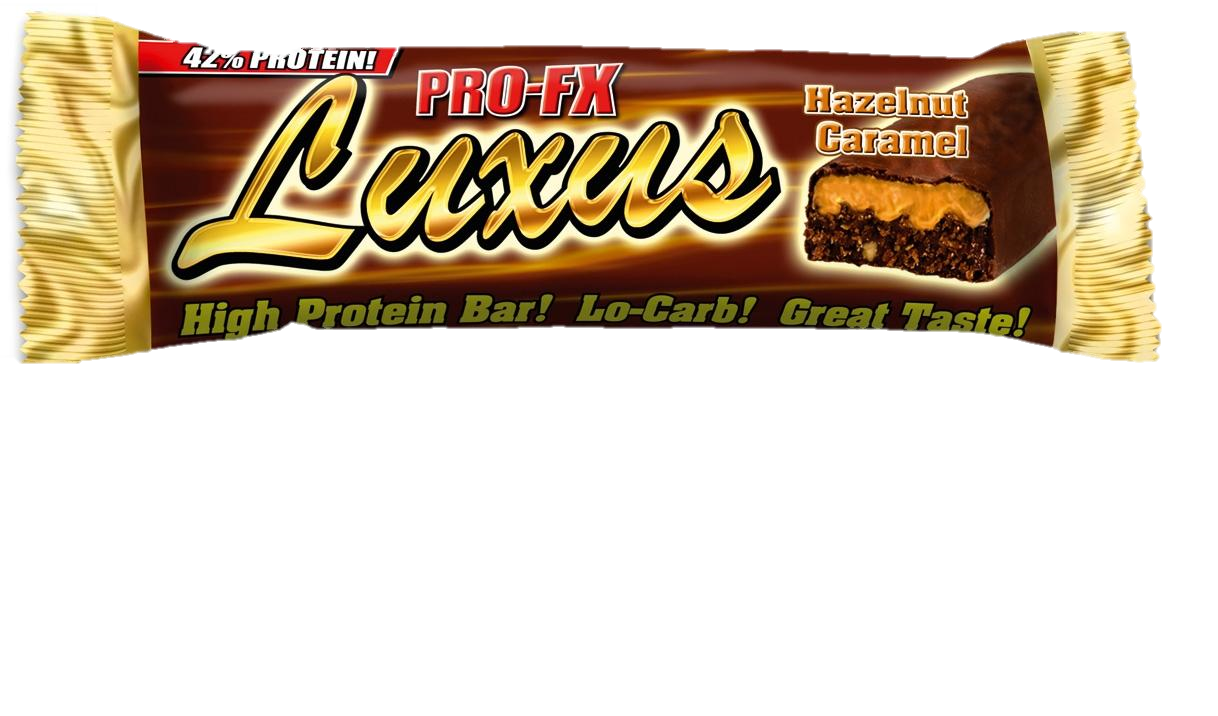 42% PROTEIN!
PRO-FX
Luxus
Hazelnut
Caramel
High Protein Bar! Lo-Carb! Great Taste!